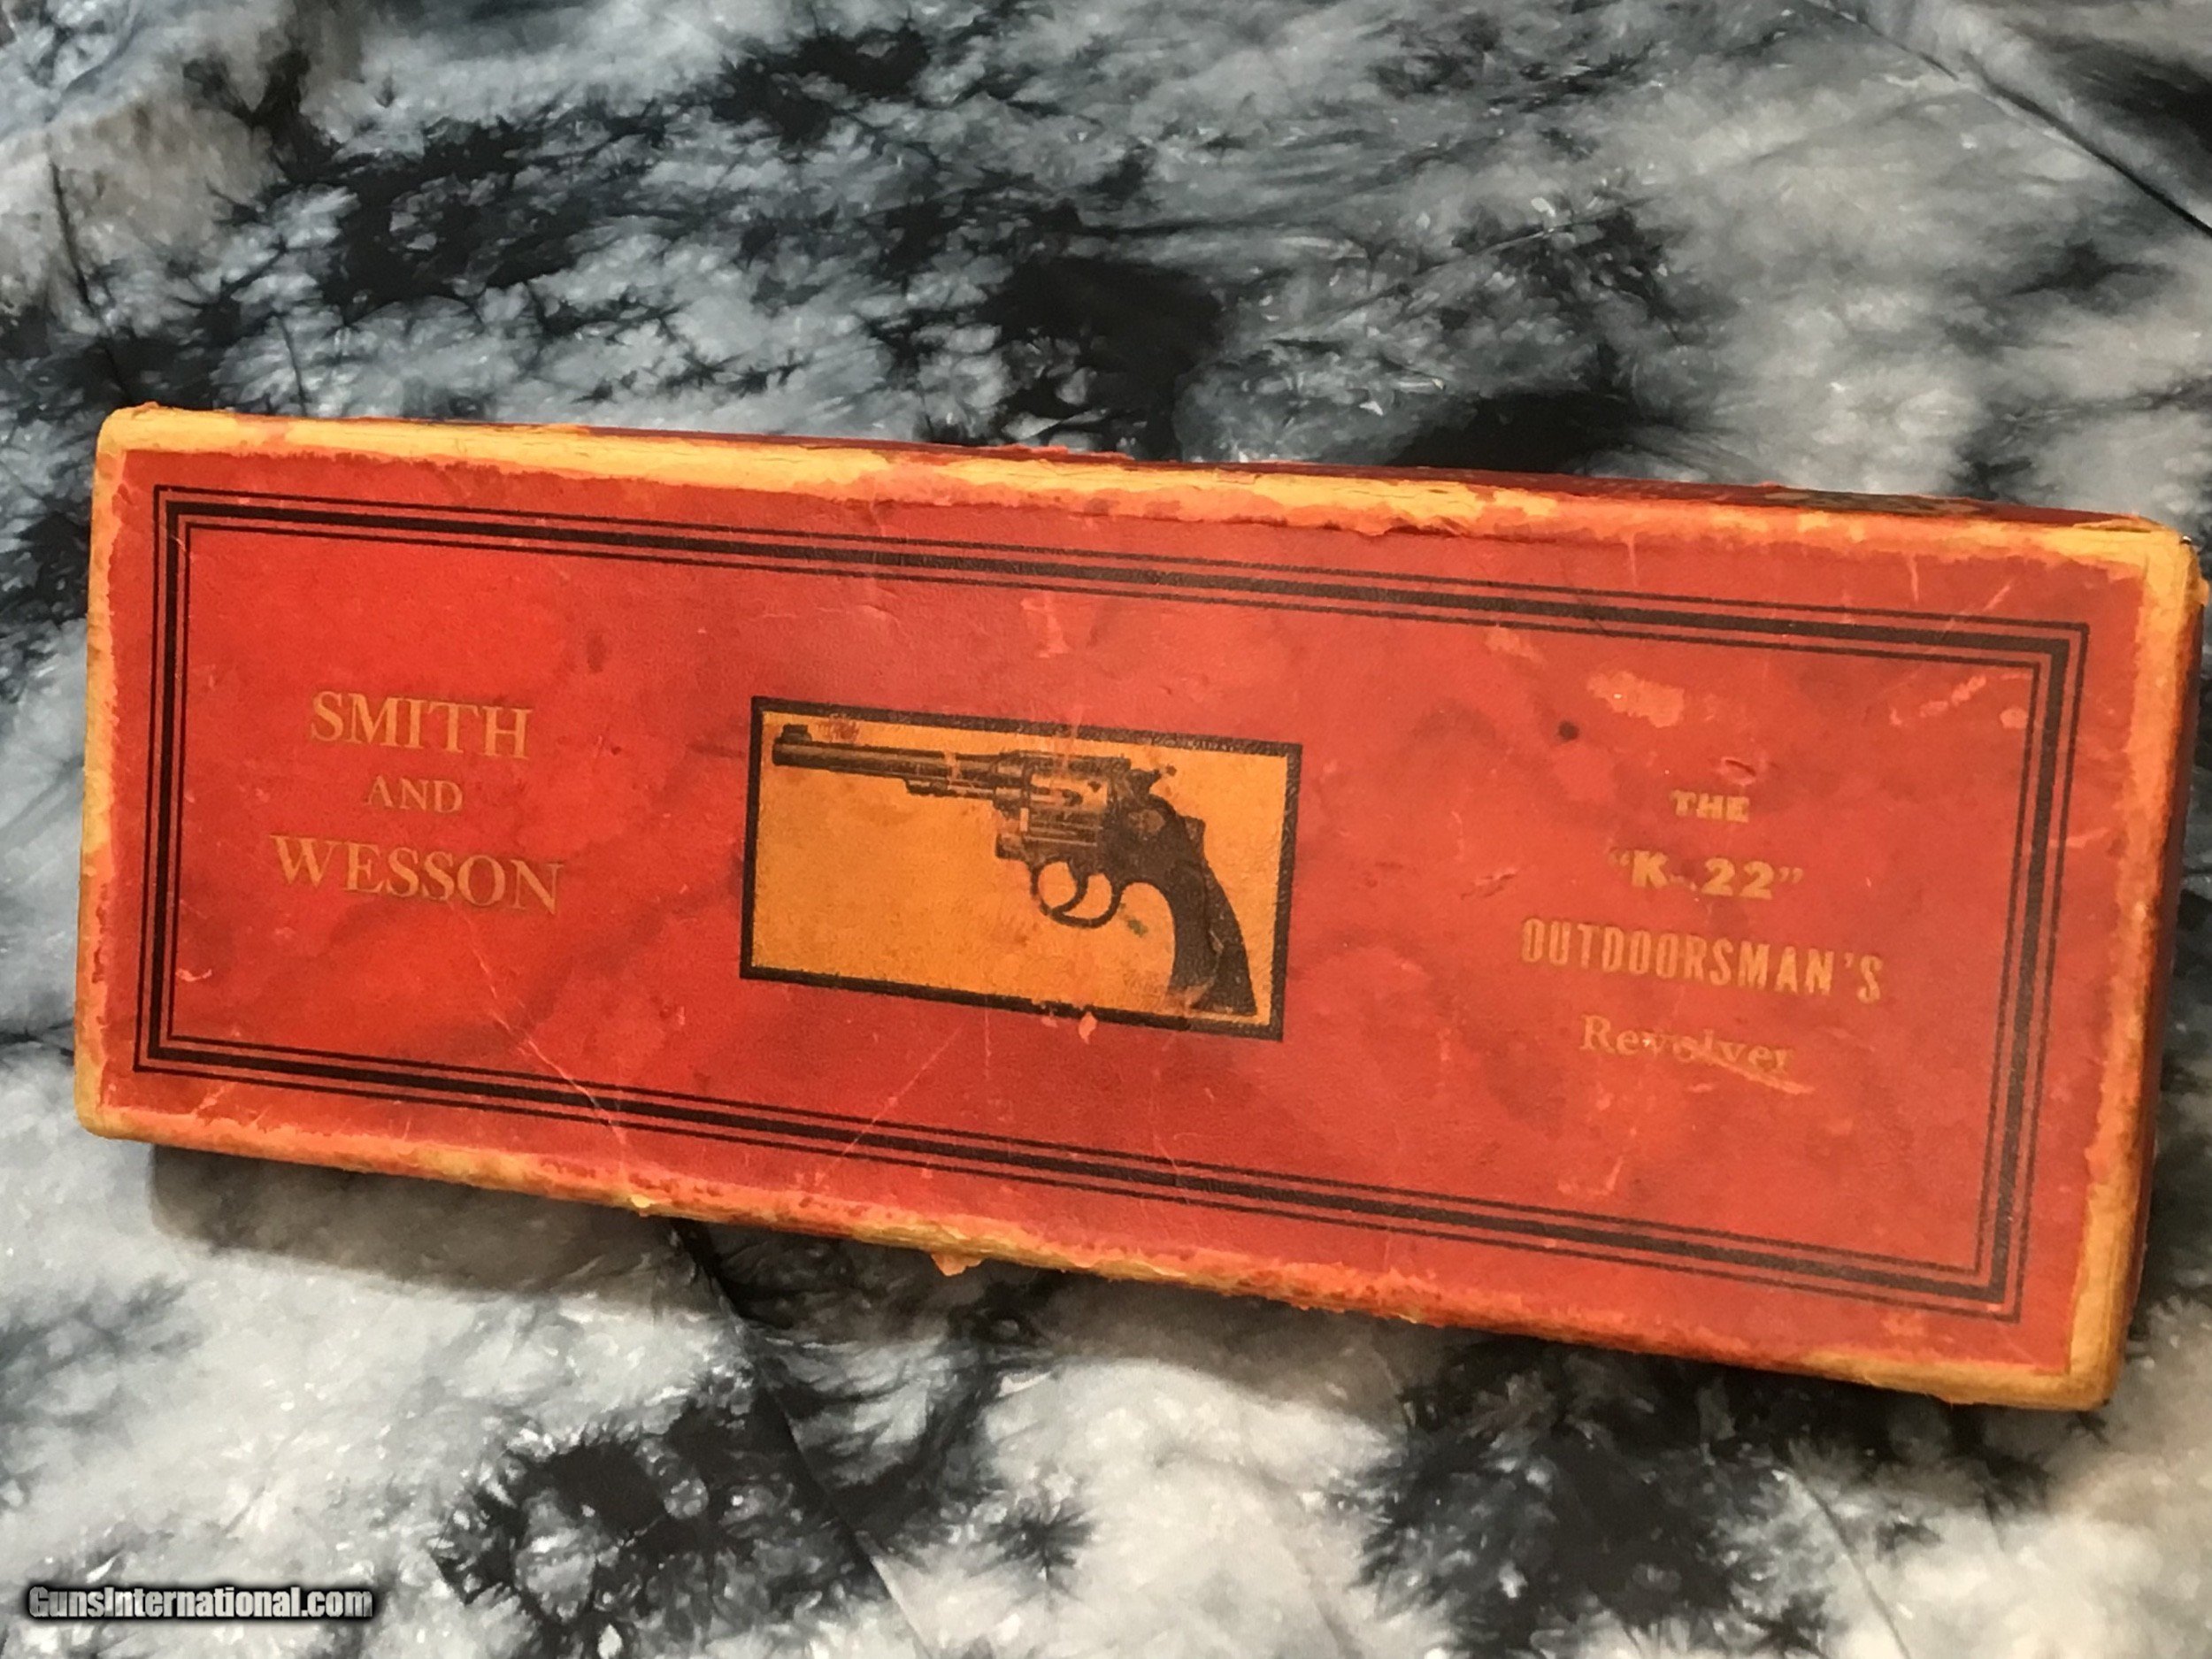 SMITH
AND
WESSON
THE
"K-.22"
OUTDOORSMAN'S
Revolver
GunsInternational.com